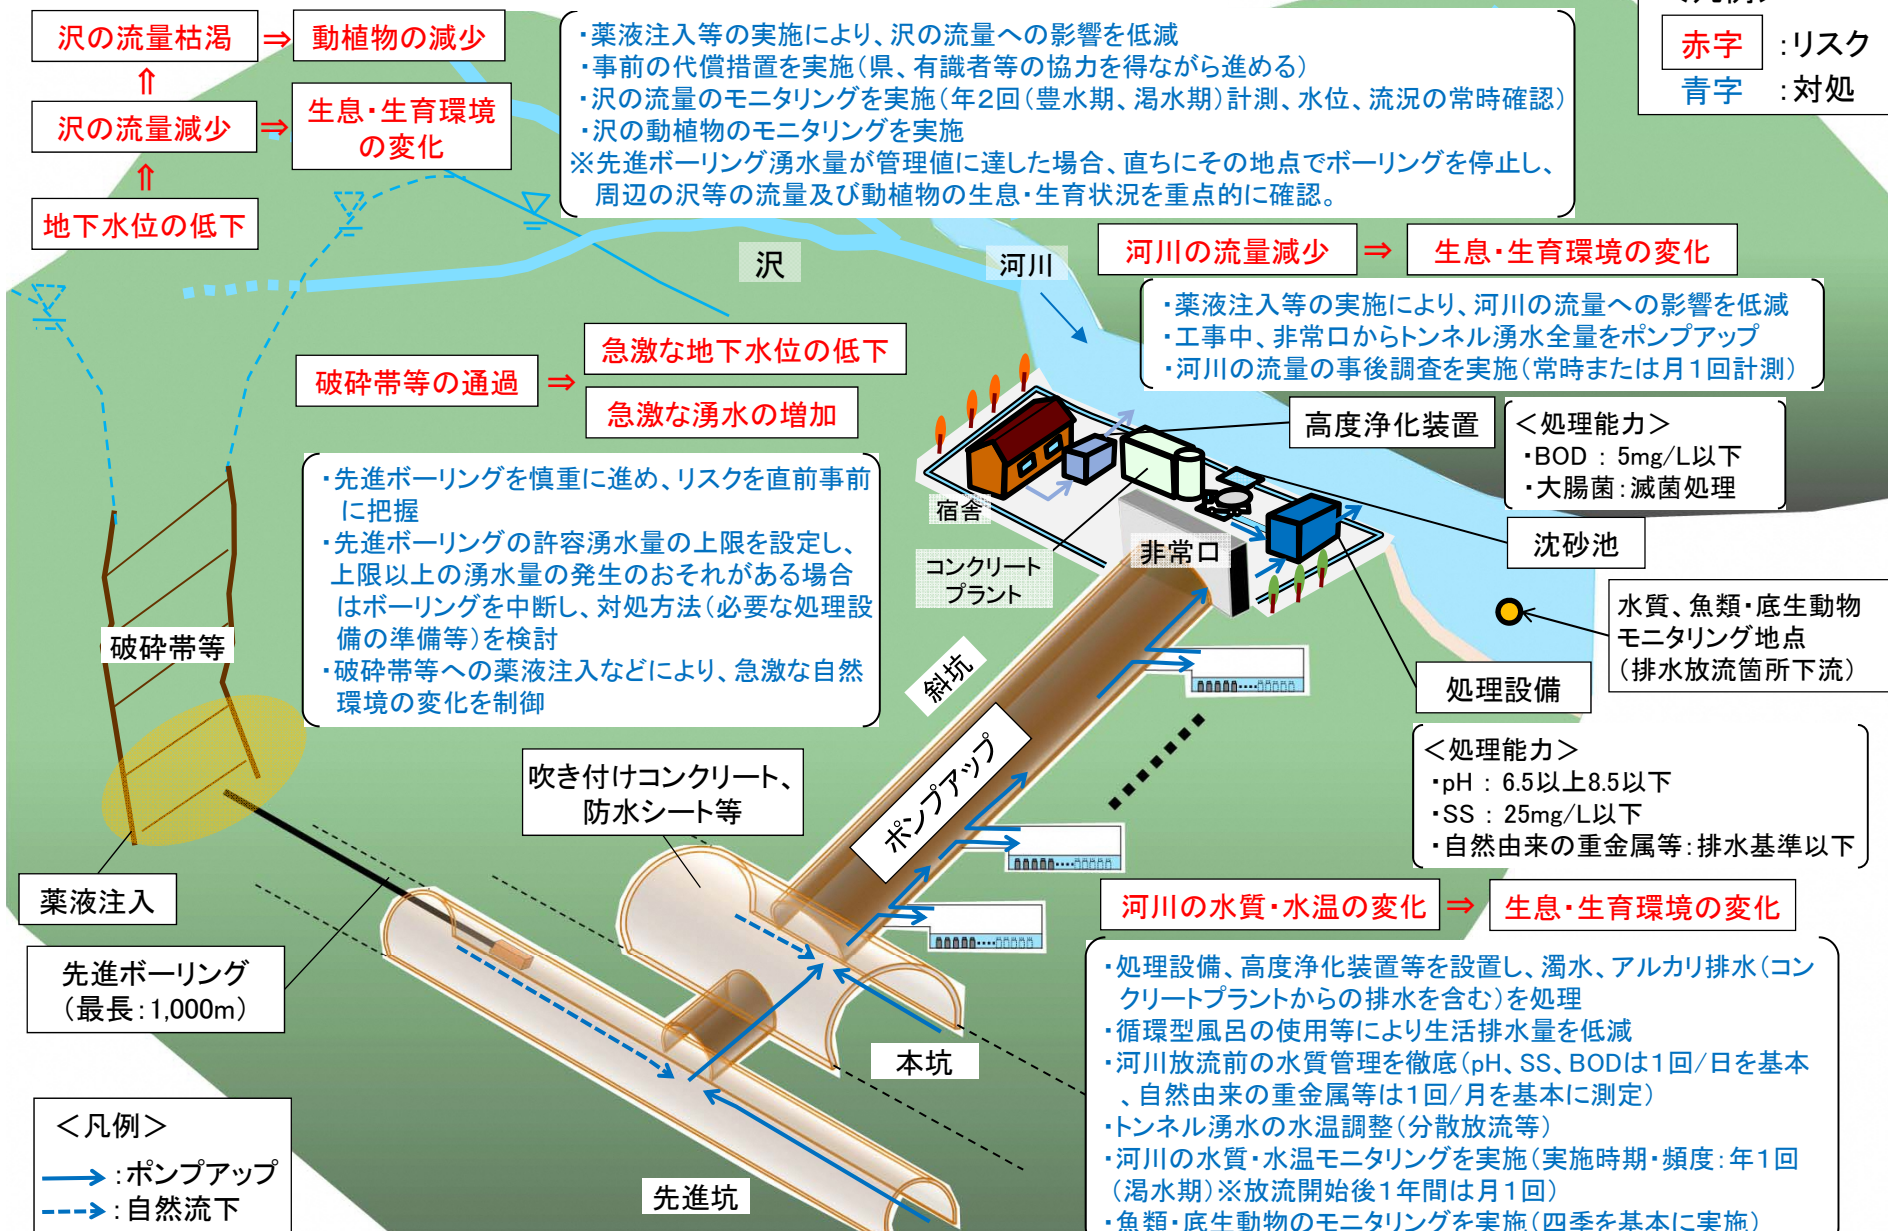 沢の流量枯渇 ⇒ 動植物の減少
⇑
沢の流量減少 ⇒ 生息・生育環境
の変化
⇑
地下水位の低下
・薬液注入等の実施により、沢の流量への影響を低減
・事前の代償措置を実施(県、有識者等の協力を得ながら進める)
・沢の流量のモニタリングを実施(年2回(豊水期、渇水期)計測、水位、流況の常時確認)
・沢の動植物のモニタリングを実施
※先進ボーリング湧水量が管理値に達した場合、直ちにその地点でボーリングを停止し、
周辺の沢等の流量及び動植物の生息・生育状況を重点的に確認。
赤字 :リスク
青字 :対処
沢
河川
河川の流量減少 ⇒ 生息・生育環境の変化
・薬液注入等の実施により、河川の流量への影響を低減
・工事中、非常口からトンネル湧水全量をポンプアップ
・河川の流量の事後調査を実施(常時または月1回計測)
破砕帯等の通過 ⇒ 急激な地下水位の低下
急激な湧水の増加
・先進ボーリングを慎重に進め、リスクを直前事前
に把握
・先進ボーリングの許容湧水量の上限を設定し、
上限以上の湧水量の発生のおそれがある場合
はボーリングを中断し、対処方法(必要な処理設
備の準備等)を検討
・破砕帯等への薬液注入などにより、急激な自然
環境の変化を制御
高度浄化装置
<処理能力>
・BOD : 5mg/L以下
・大腸菌:滅菌処理
沈砂池
宿舎
コンクリート
プラント
非常口
水質、魚類・底生動物
モニタリング地点
(排水放流箇所下流)
処理設備
<処理能力>
・pH : 6.5以上8.5以下
・SS : 25mg/L以下
・自然由来の重金属等:排水基準以下
破砕帯等
斜坑
ポンプアップ
吹き付けコンクリート、
防水シート等
薬液注入
先進ボーリング
(最長:1,000m)
本坑
先進坑
河川の水質・水温の変化 ⇒ 生息・生育環境の変化
・処理設備、高度浄化装置等を設置し、濁水、アルカリ排水(コン
クリートプラントからの排水を含む)を処理
・循環型風呂の使用等により生活排水量を低減
・河川放流前の水質管理を徹底(pH、SS、BODは1回/日を基本
、自然由来の重金属等は1回/月を基本に測定)
・トンネル湧水の水温調整(分散放流等)
・河川の水質・水温モニタリングを実施(実施時期・頻度:年1回
(渇水期)※放流開始後1年間は月1回)
・魚類・底生動物のモニタリングを実施(四季を基本に実施)
<凡例>
:ポンプアップ
:自然流下